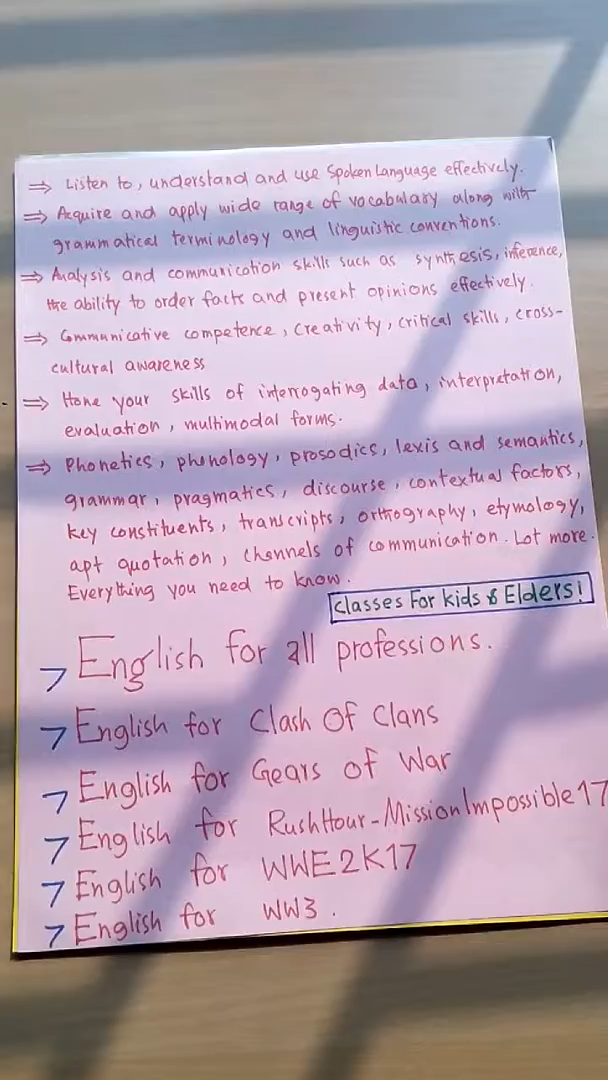 ⇒ Listen to, understand and use Spoken Language effectively.
⇒ Acquire and apply wide range of vocabulary along with
grammatical terminology and linguistic conventions.
⇒ Analysis and communication skills such as synthesis, inference,
the ability to order facts and present opinions effectively.
⇒ Communicative competence, creativity, critical skills, cross-
cultural awareness
⇒ Hone your skills of interrogating data, interpretation,
evaluation, multimodal forms.
⇒ Phonetics, phonology, prosodics, lexis and semantics,
grammar, pragmatics, discourse, contextual factors,
key constituents, transcripts, orthography, etymology,
apt quotation, channels of communication. Lot more.
Everything you need to know.
Classes For kids & Elders!
7 English for all professions.
7 English for Clash Of Clans
7 English for Gears of War
7 English for RushHour-MissionImpossible17
7 English for WWE2K17
7 English for WW3.